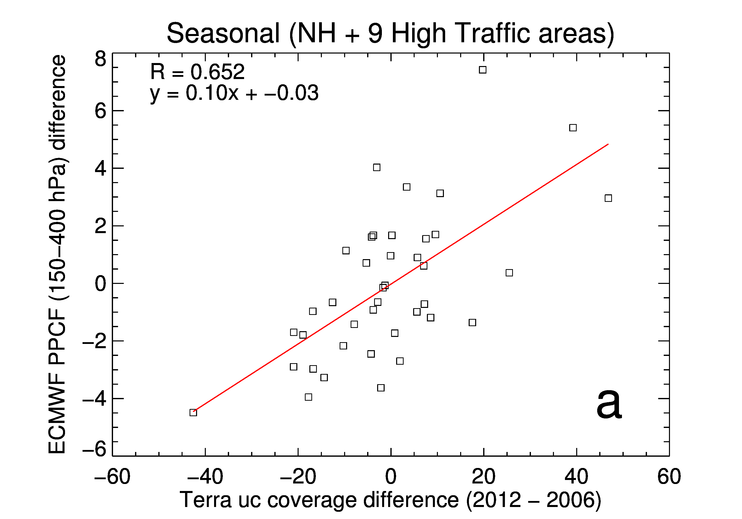 Seasonal (NH + 9 High Traffic areas)
R = 0.652
y = 0.10x + −0.03
ECMWF PPCF (150−400 hPa) difference
8
6
4
2
0
−2
−4
−6
a
−60 −40 −20 0 20 40 60
Terra uc coverage difference (2012 − 2006)